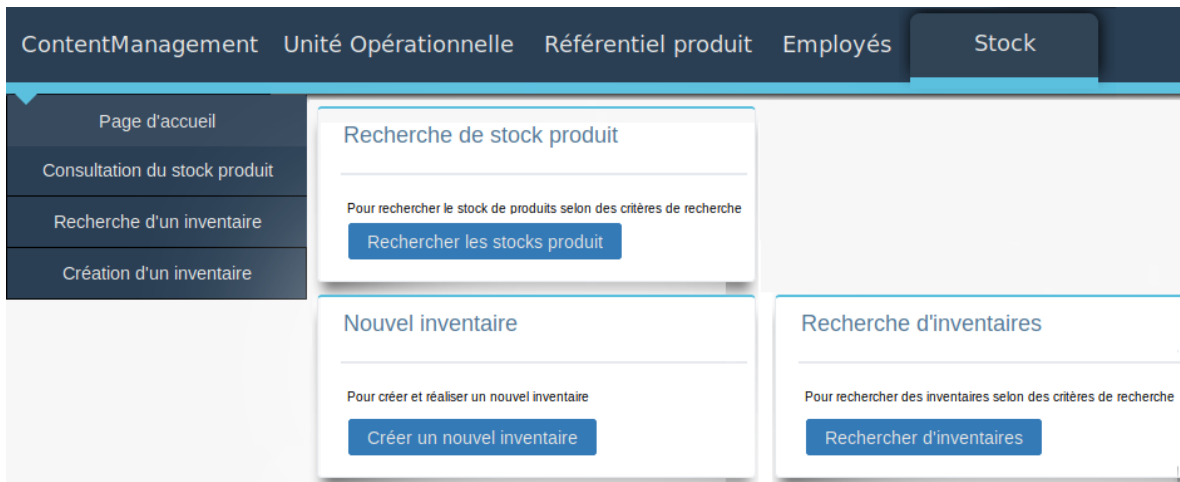 ContentManagement Unité Opérationnelle Référentiel produit Employés Stock
Page d'accueil
Consultation du stock produit
Recherche d'un inventaire
Création d'un inventaire
Recherche de stock produit
Pour rechercher le stock de produits selon des critères de recherche
Rechercher les stocks produit
Nouvel inventaire
Pour créer et réaliser un nouvel inventaire
Créer un nouvel inventaire
Recherche d'inventaires
Pour rechercher des inventaires selon des critères de recherche
Rechercher d'inventaires